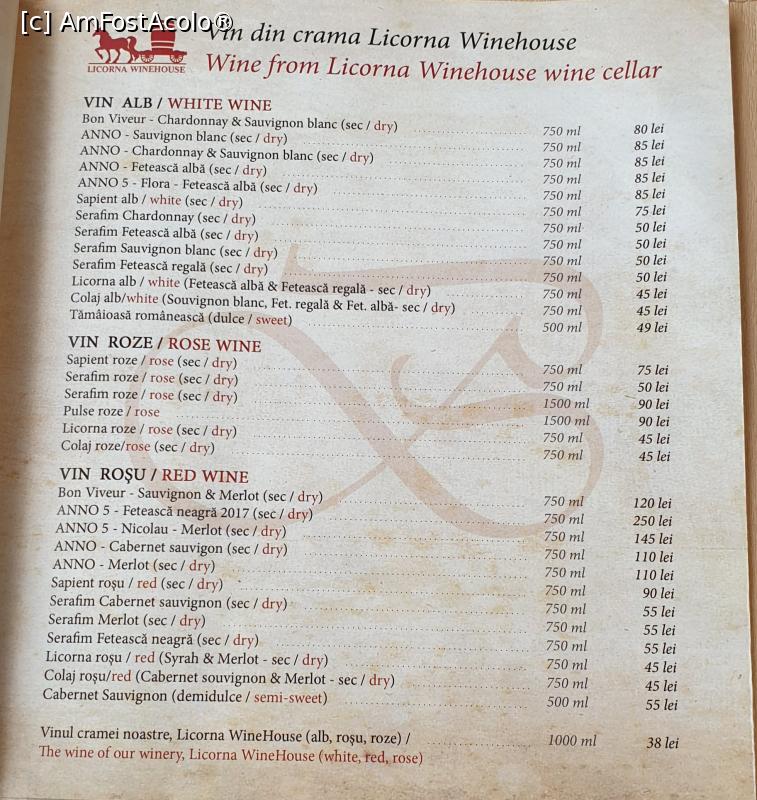 [c] AmFostAcolo®
LICORNA WINEHOUSE
Vin din crama Licorna Winehouse
Wine from Licorna Winehouse wine cellar
VIN ALB / WHITE WINE
Bon Viveur - Chardonnay & Sauvignon blanc (sec / dry) 750 ml 80 lei
ANNO - Sauvignon blanc (sec / dry) 750 ml 85 lei
ANNO - Chardonnay & Sauvignon blanc (sec / dry) 750 ml 85 lei
ANNO - Fetească albă (sec / dry) 750 ml 85 lei
ANNO 5 - Flora - Fetească albă (sec / dry) 750 ml 85 lei
Sapient alb / white (sec / dry) 750 ml 75 lei
Serafim Chardonnay (sec / dry) 750 ml 50 lei
Serafim Fetească albă (sec / dry) 750 ml 50 lei
Serafim Sauvignon blanc (sec / dry) 750 ml 50 lei
Serafim Fetească regală (sec / dry) 750 ml 50 lei
Licorna alb / white (Fetească albă & Fetească regală - sec / dry) 750 ml 45 lei
Colaj alb/white (Souvignon blanc, Fet. regală & Fet. albă- sec / dry) 750 ml 45 lei
Tămâioasă românească (dulce / sweet) 500 ml 49 lei
VIN ROZE / ROSE WINE
Sapient roze / rose (sec / dry) 750 ml 75 lei
Serafim roze / rose (sec / dry) 750 ml 50 lei
Serafim roze / rose (sec / dry) 1500 ml 90 lei
Pulse roze / rose 1500 ml 90 lei
Licorna roze / rose (sec / dry) 750 ml 45 lei
Colaj roze/rose (sec / dry) 750 ml 45 lei
VIN ROȘU / RED WINE
Bon Viveur - Sauvignon & Merlot (sec / dry) 750 ml 120 lei
ANNO 5 - Fetească neagră 2017 (sec / dry) 750 ml 250 lei
ANNO 5 - Nicolau - Merlot (sec / dry) 750 ml 145 lei
ANNO - Cabernet sauvigon (sec / dry) 750 ml 110 lei
ANNO - Merlot (sec / dry) 750 ml 110 lei
Sapient roșu / red (sec / dry) 750 ml 90 lei
Serafim Cabernet sauvignon (sec / dry) 750 ml 55 lei
Serafim Merlot (sec / dry) 750 ml 55 lei
Serafim Fetească neagră (sec / dry) 750 ml 55 lei
Licorna roșu / red (Syrah & Merlot - sec / dry) 750 ml 45 lei
Colaj roșu/red (Cabernet souvignon & Merlot - sec / dry) 750 ml 45 lei
Cabernet Sauvignon (demidulce / semi-sweet) 500 ml 55 lei
Vinul cramei noastre, Licorna WineHouse (alb, roșu, roze) / 1000 ml 38 lei
The wine of our winery, Licorna WineHouse (white, red, rose)